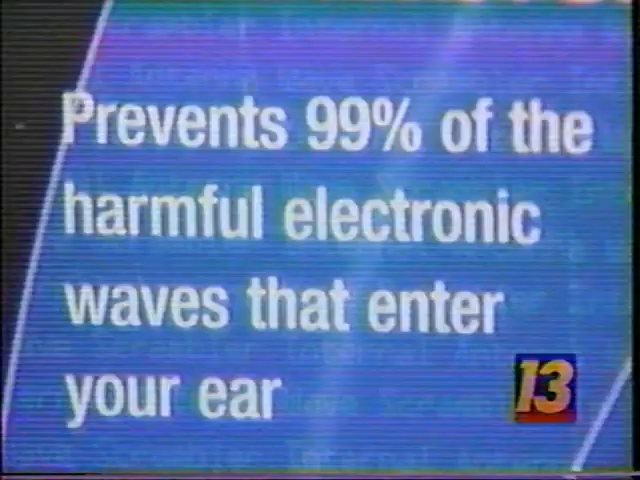 Prevents 99% of the
harmful electronic
waves that enter
your ear
13